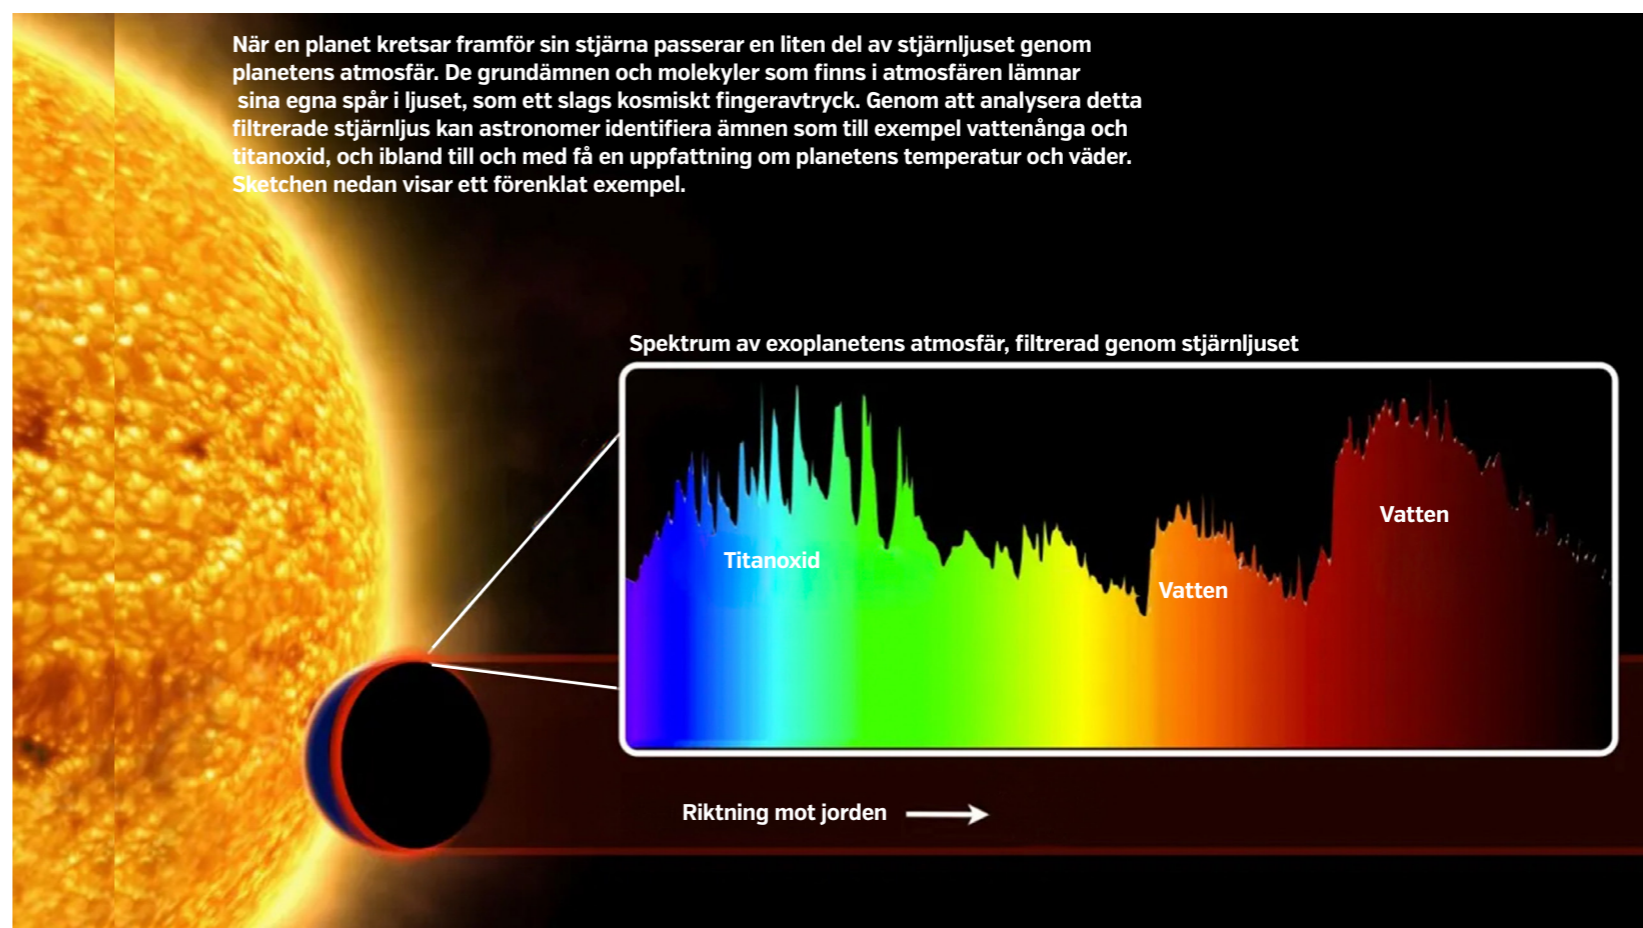 När en planet kretsar framför sin stjärna passerar en liten del av stjärnljuset genom
planetens atmosfär. De grundämnen och molekyler som finns i atmosfären lämnar
sina egna spår i ljuset, som ett slags kosmiskt fingeravtryck. Genom att analysera detta
filtrerade stjärnljus kan astronomer identifiera ämnen som till exempel vattenånga och
titanoxid, och ibland till och med få en uppfattning om planetens temperatur och väder.
Sketchen nedan visar ett förenklat exempel.
Spektrum av exoplanetens atmosfär, filtrerad genom stjärnljuset
Vatten
Titanoxid
Vatten
Riktning mot jorden